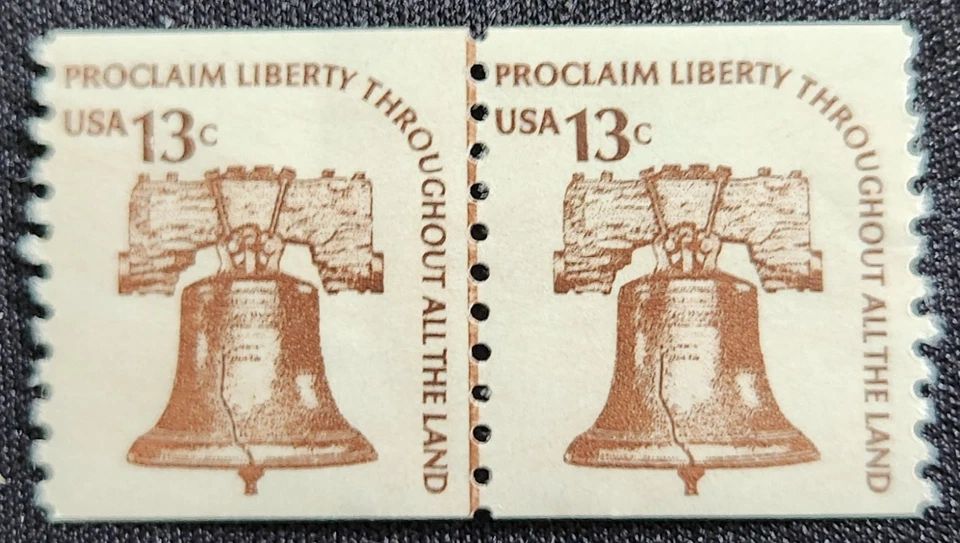 PROCLAIM LIBERTY THROUGHOUT ALL THE LAND
USA 13c
PROCLAIM LIBERTY THROUGHOUT ALL THE LAND
USA 13c